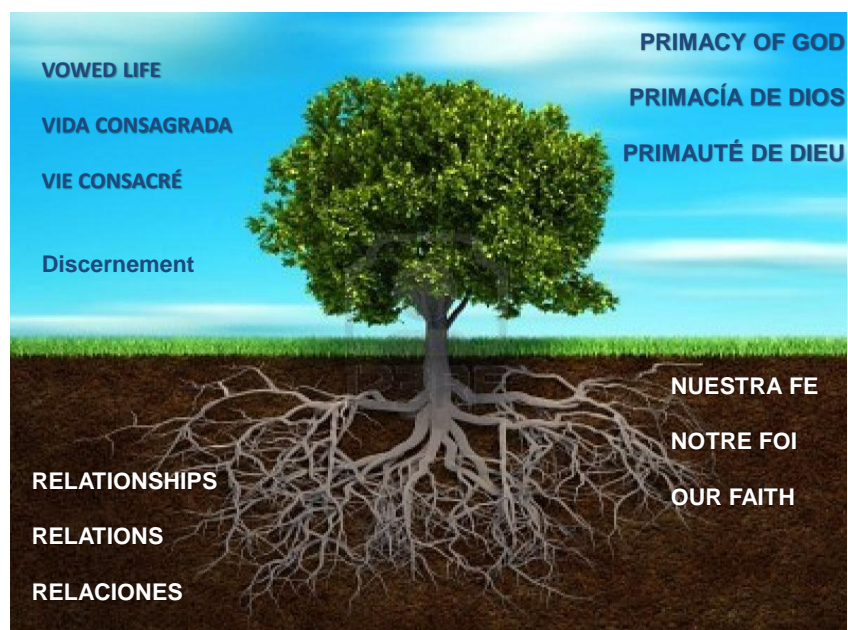 VOWED LIFE
VIDA CONSAGRADA
VIE CONSACRÉ
Discernement
PRIMACY OF GOD
PRIMACÍA DE DIOS
PRIMAUTÉ DE DIEU
NUESTRA FE
NOTRE FOI
OUR FAITH
RELATIONSHIPS
RELATIONS
RELACIONES